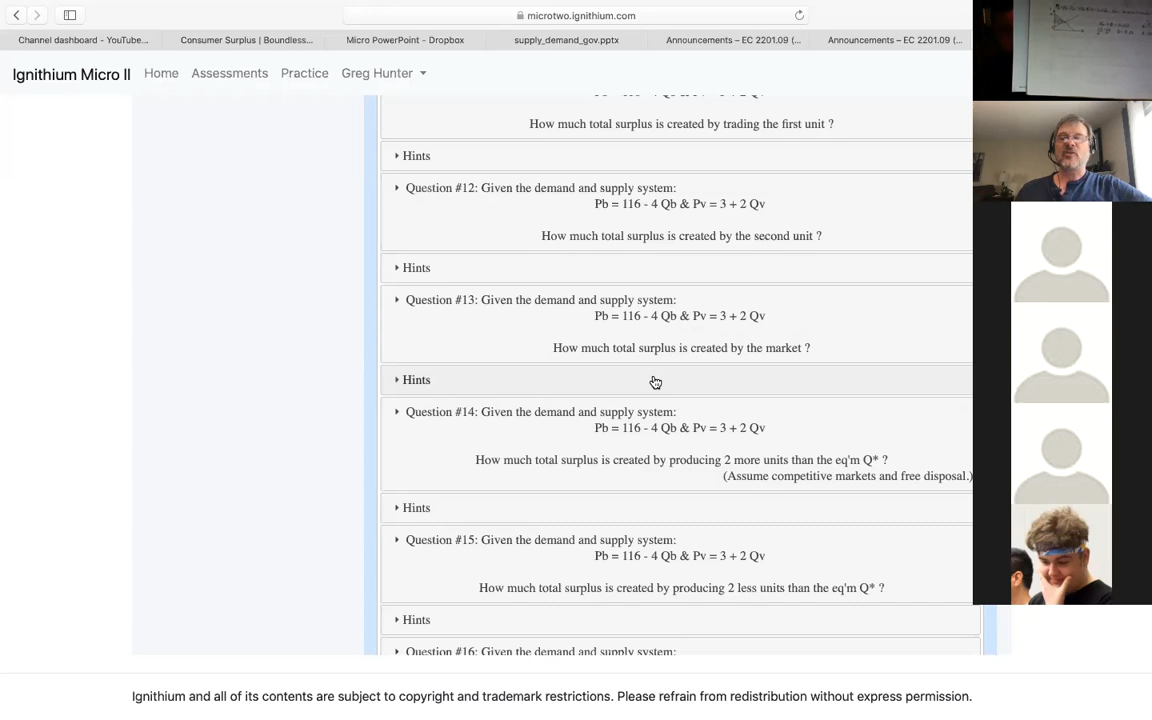 microtwo.ignithium.com
Channel dashboard - YouTube...
Consumer Surplus | Boundless...
Micro PowerPoint - Dropbox
supply_demand_gov.pptx
Announcements – EC 2201.09 (...
Announcements – EC 2201.09 (...
Ignithium Micro II Home Assessments Practice Greg Hunter
How much total surplus is created by trading the first unit ?
Hints
Question #12: Given the demand and supply system:
Pb = 116 - 4 Qb & Pv = 3 + 2 Qv
How much total surplus is created by the second unit ?
Hints
Question #13: Given the demand and supply system:
Pb = 116 - 4 Qb & Pv = 3 + 2 Qv
How much total surplus is created by the market ?
Hints
Question #14: Given the demand and supply system:
Pb = 116 - 4 Qb & Pv = 3 + 2 Qv
How much total surplus is created by producing 2 more units than the eq'm Q* ?
(Assume competitive markets and free disposal.)
Hints
Question #15: Given the demand and supply system:
Pb = 116 - 4 Qb & Pv = 3 + 2 Qv
How much total surplus is created by producing 2 less units than the eq'm Q* ?
Hints
Question #16: Given the demand and supply system:
Ignithium and all of its contents are subject to copyright and trademark restrictions. Please refrain from redistribution without express permission.